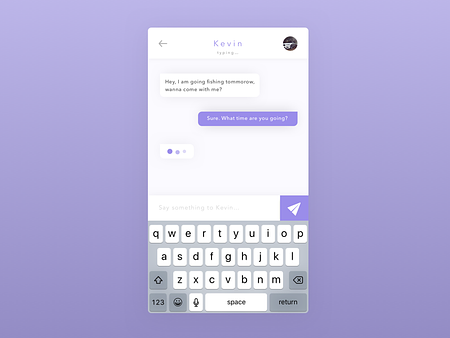 Kevin
typing...
Hey, I am going fishing tommorow,
wanna come with me?
Sure. What time are you going?
Say something to Kevin...
q w e r t y u i o p
a s d f g h j k l
z x c v b n m
123 space return